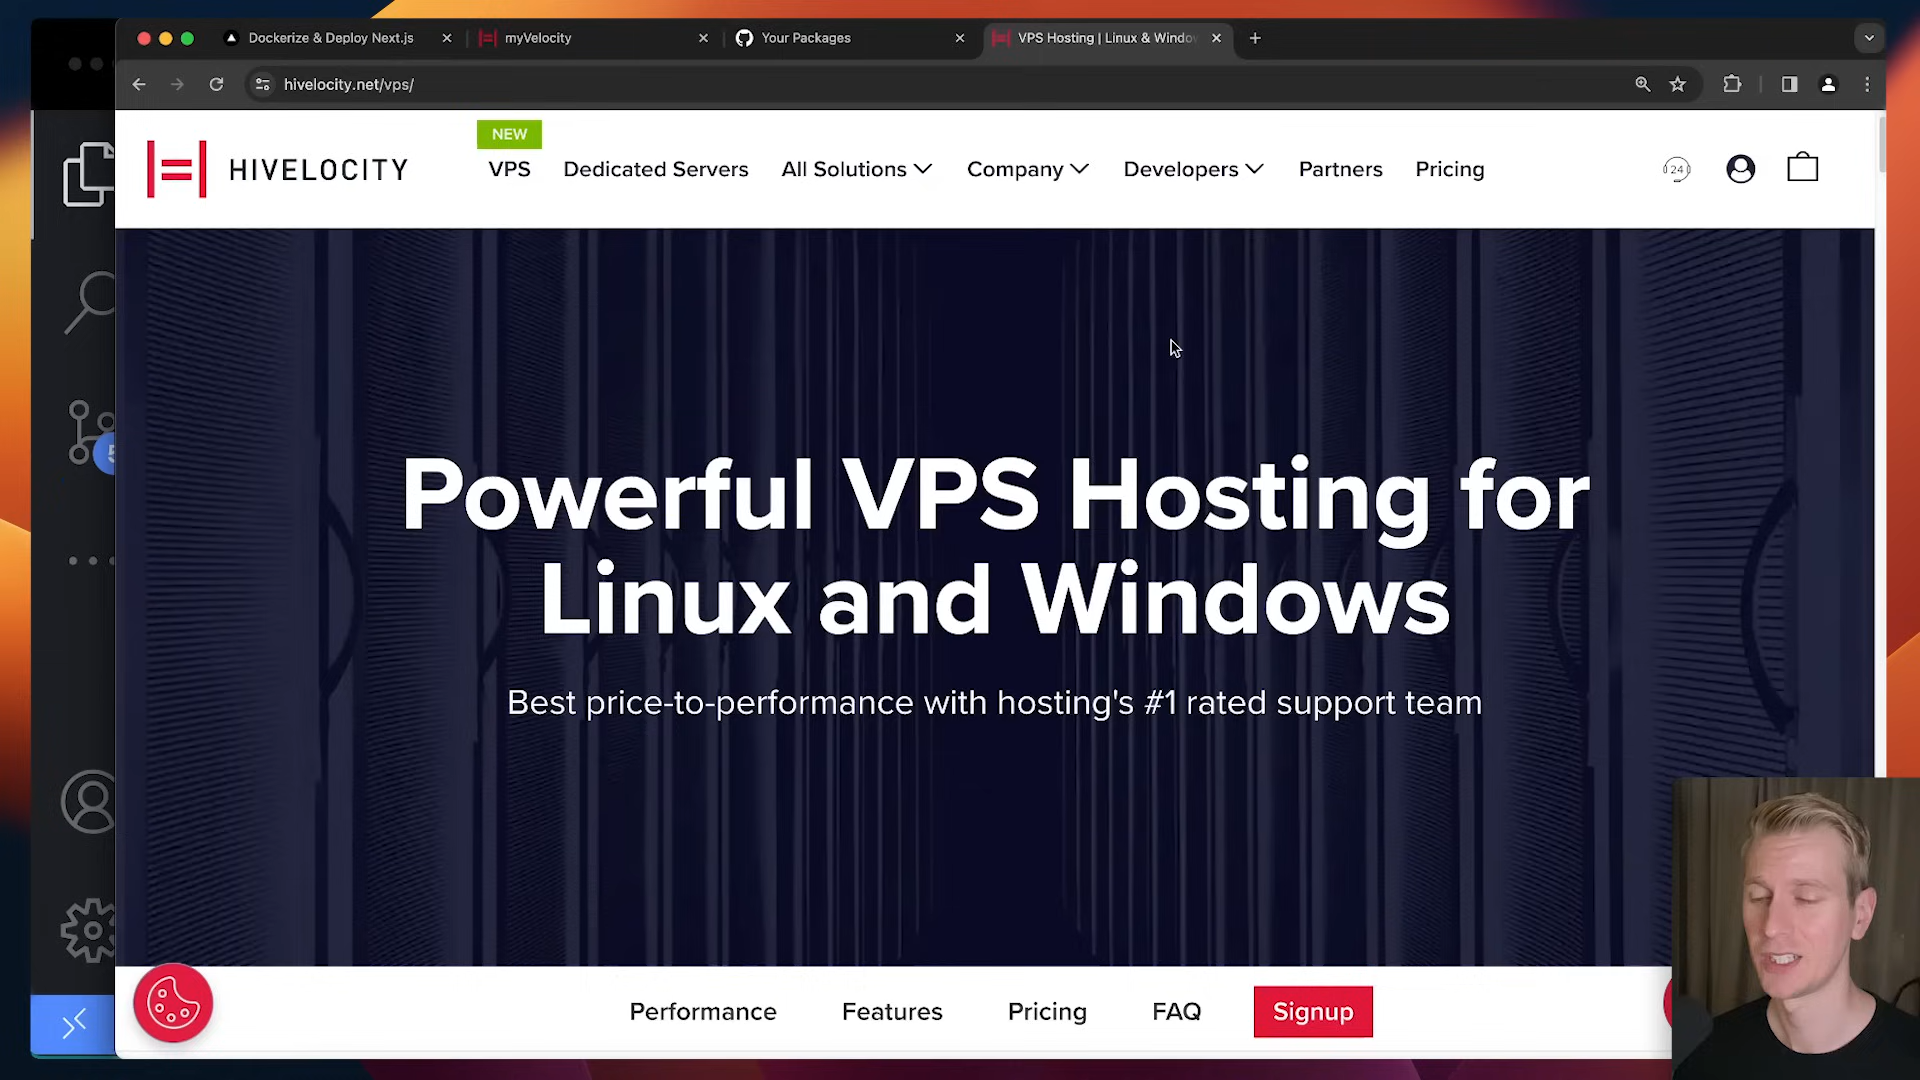 Dockerize & Deploy Next.js
myVelocity
Your Packages
VPS Hosting | Linux & Windo
hivelocity.net/vps/
HIVELOCITY
NEW
VPS
Dedicated Servers
All Solutions
Company
Developers
Partners
Pricing
24
Powerful VPS Hosting for
Linux and Windows
Best price-to-performance with hosting's #1 rated support team
Performance
Features
Pricing
FAQ
Signup